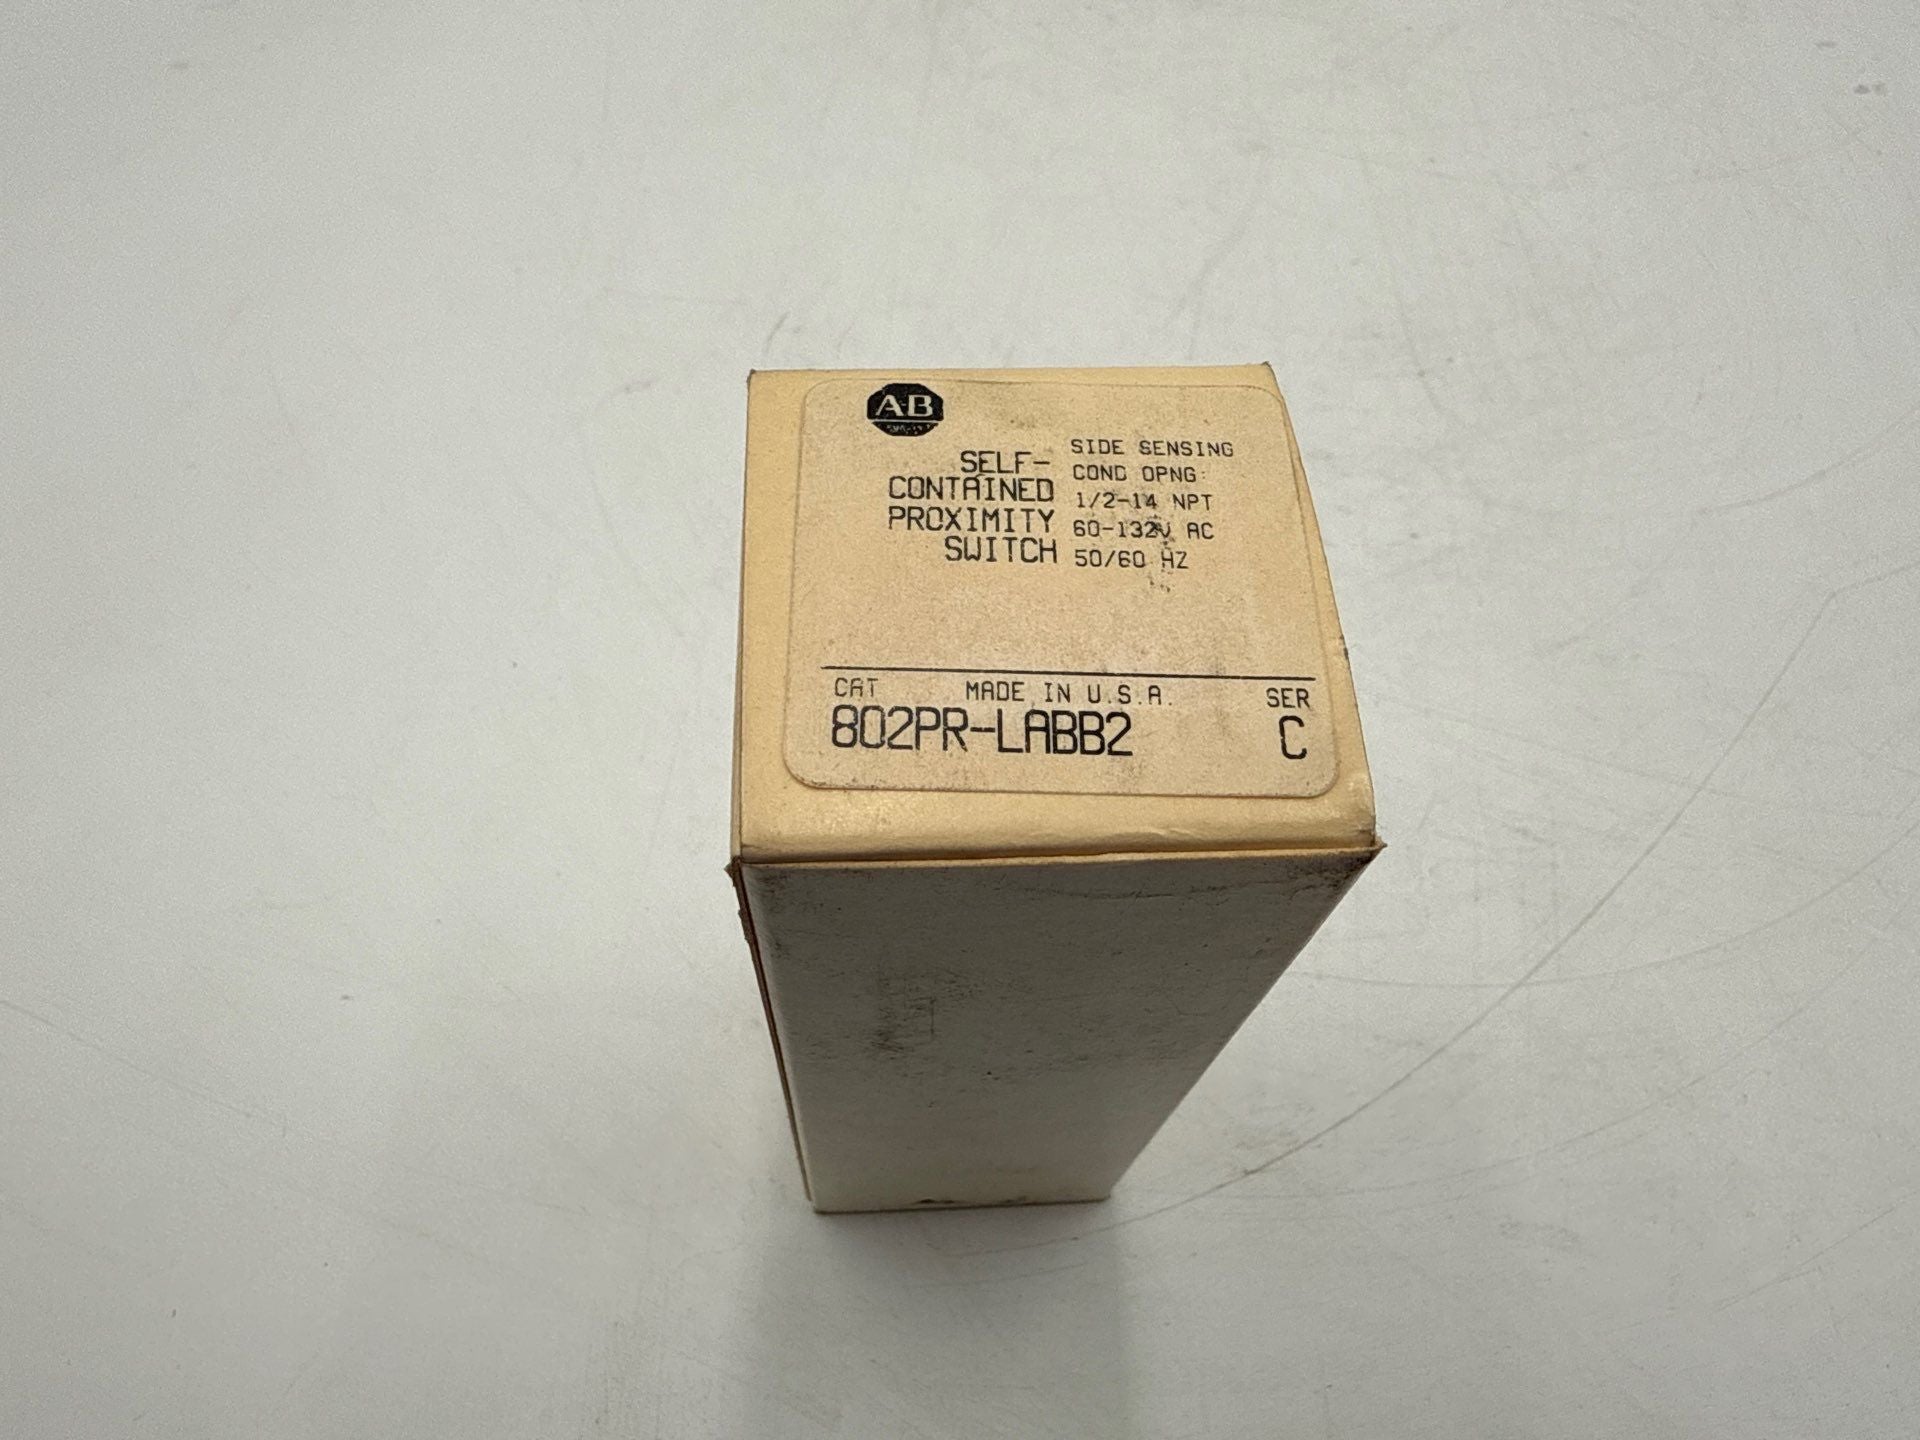 A-B
SELF-
CONTAINED
PROXIMITY
SWITCH
SIDE SENSING
COND OPNG:
1/2-14 NPT
60-132V AC
50/60 HZ
CAT MADE IN U.S.A. SER
802PR-LABB2 C